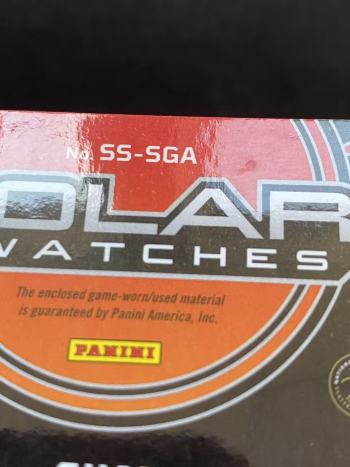 No. SS-SGA
OLAR
WATCHES
The enclosed game-worn/used material
is guaranteed by Panini America, Inc.
PANINI